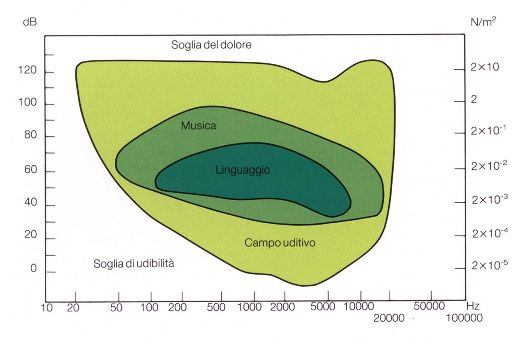 dB
N/m²
Soglia del dolore
120
2×10
100
2
80
2×10⁻¹
Musica
60
2×10⁻²
Linguaggio
40
2×10⁻³
20
2×10⁻⁴
Campo uditivo
0
2×10⁻⁵
Soglia di udibilità
10 20 50 100 200 500 1000 2000 5000 10000 50000 Hz
20000 100000